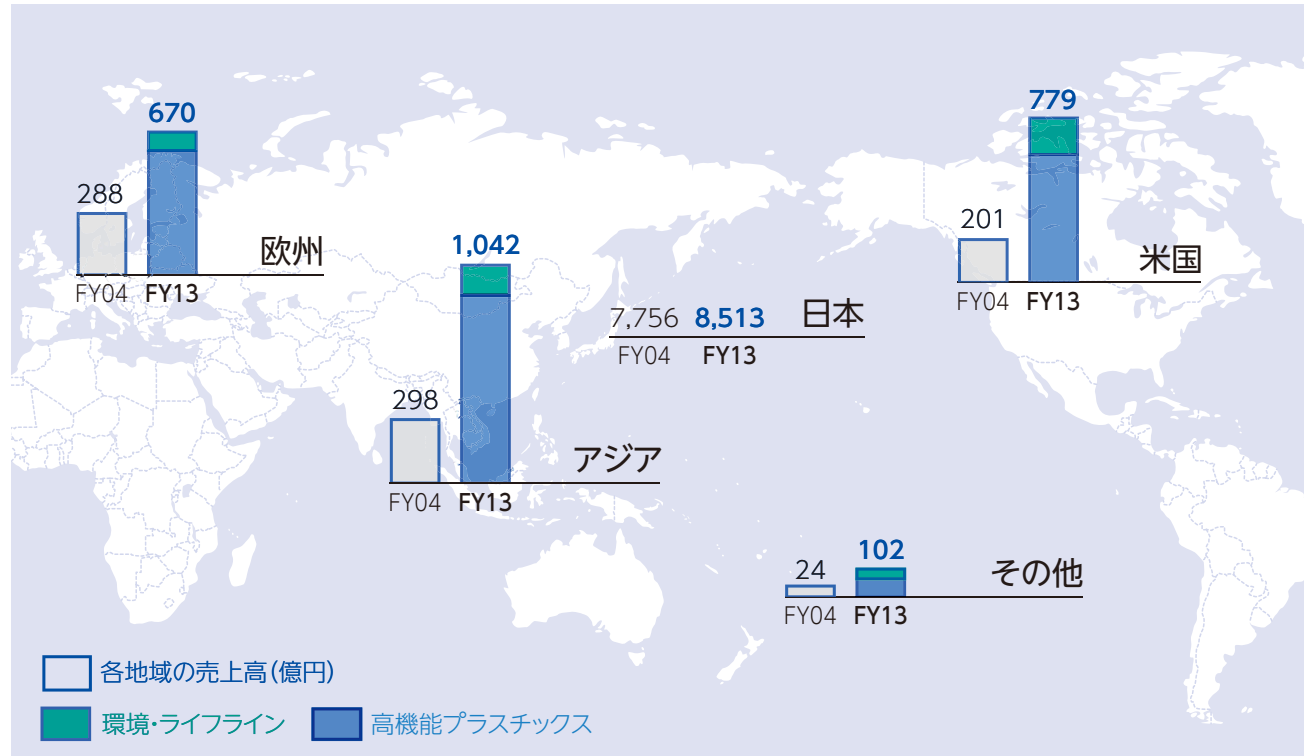 670
288
欧州
FY04 FY13
1,042
298
アジア
FY04 FY13
7,756 8,513 日本
FY04 FY13
779
201
米国
FY04 FY13
102
24
その他
FY04 FY13
各地域の売上高(億円)
環境・ライフライン 高機能プラスチックス